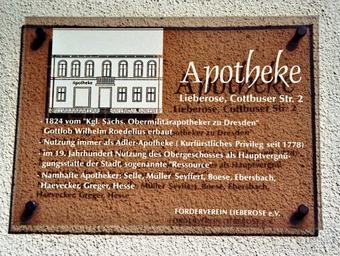 Apotheke
Apotheke
Lieberose, Cottbuser Str. 2
- 1824 vom "Kgl. Sächs. Obermilitärapotheker zu Dresden"
Gottlob Wilhelm Roedelius erbaut
- Nutzung immer als Adler-Apotheke ( Kurfürstliches Privileg seit 1778)
- im 19. Jahrhundert Nutzung des Obergeschosses als Hauptvergnü-
gungsstätte der Stadt, sogenannte "Ressource"
- Namhafte Apotheker: Selle, Müller Seyffert, Boese, Ebersbach,
Haevecker, Greger, Hesse
FÖRDERVEREIN LIEBEROSE e.V.